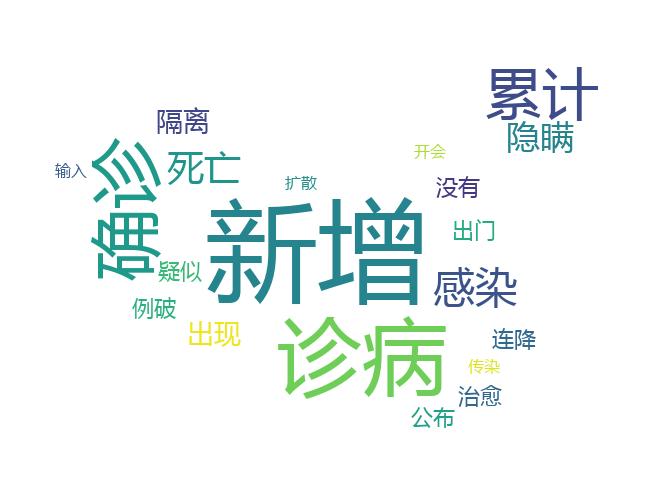 累计
隐瞒
隔离
确诊
死亡
开会
输入
扩散
没有
新增
出门
疑似
感染
例破
出现
诊病
连降
传染
治愈
公布